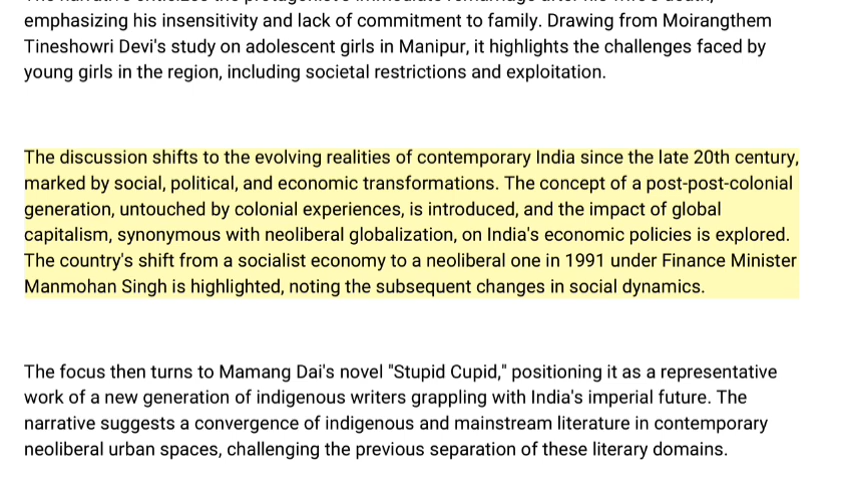 emphasizing his insensitivity and lack of commitment to family. Drawing from Moirangthem
Tineshowri Devi's study on adolescent girls in Manipur, it highlights the challenges faced by
young girls in the region, including societal restrictions and exploitation.
The discussion shifts to the evolving realities of contemporary India since the late 20th century,
marked by social, political, and economic transformations. The concept of a post-post-colonial
generation, untouched by colonial experiences, is introduced, and the impact of global
capitalism, synonymous with neoliberal globalization, on India's economic policies is explored.
The country's shift from a socialist economy to a neoliberal one in 1991 under Finance Minister
Manmohan Singh is highlighted, noting the subsequent changes in social dynamics.
The focus then turns to Mamang Dai's novel "Stupid Cupid," positioning it as a representative
work of a new generation of indigenous writers grappling with India's imperial future. The
narrative suggests a convergence of indigenous and mainstream literature in contemporary
neoliberal urban spaces, challenging the previous separation of these literary domains.